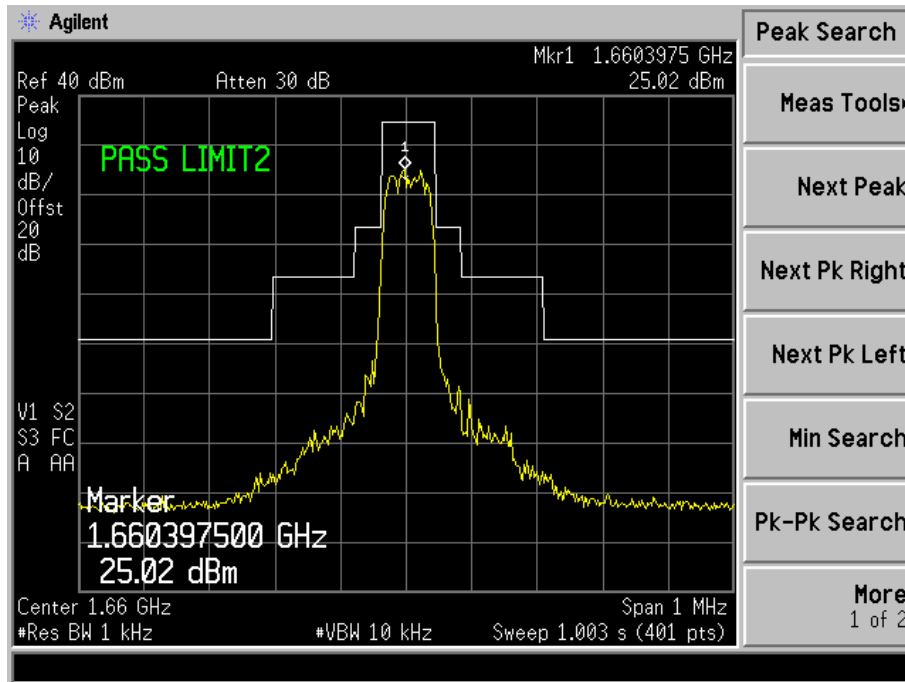 Agilent
Peak Search
Mkr1 1.6603975 GHz
Ref 40 dBm Atten 30 dB 25.02 dBm
Peak
Log
10
dB/
Offst
20
dB
PASS LIMIT2
1
V1 S2
S3 FC
A AA
Marker
1.660397500 GHz
25.02 dBm
Center 1.66 GHz Span 1 MHz
#Res BW 1 kHz #VBW 10 kHz Sweep 1.003 s (401 pts)
Meas Tools
Next Peak
Next Pk Right
Next Pk Left
Min Search
Pk-Pk Search
More
1 of 2